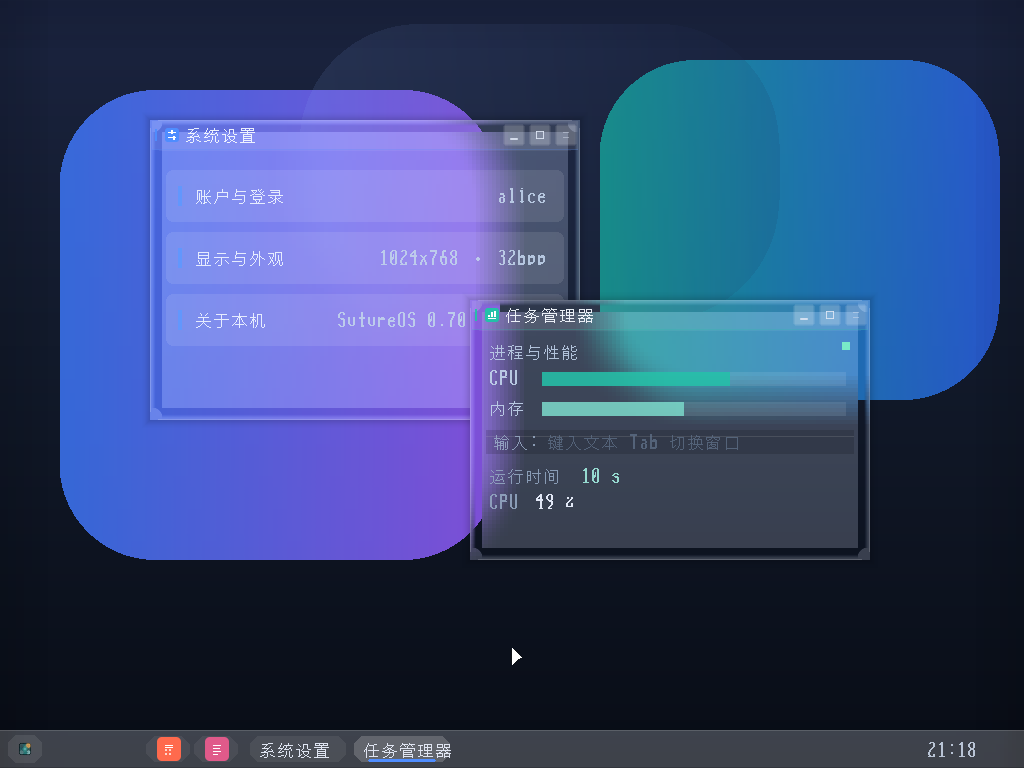 系统设置
账户与登录 alice
显示与外观 1024x768 · 32bpp
关于本机 SutureOS 0.70
任务管理器
进程与性能
CPU
内存
输入: 键入文本 Tab 切换窗口
运行时间 10 s
CPU 49 %
系统设置 任务管理器 21:18